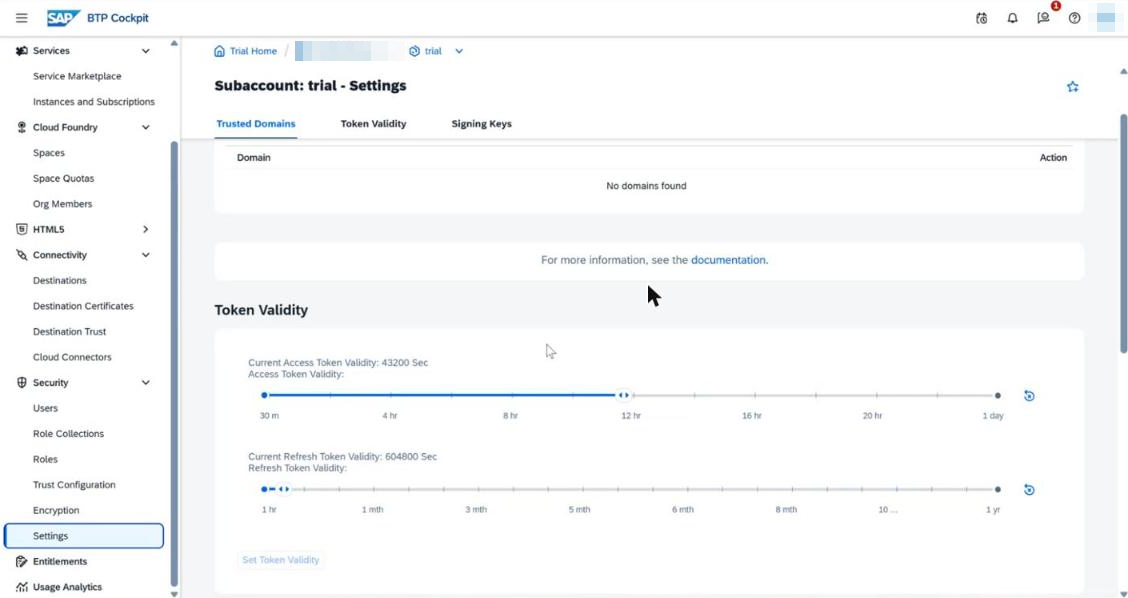 SAP BTP Cockpit
1
Services
Service Marketplace
Instances and Subscriptions
Cloud Foundry
Spaces
Space Quotas
Org Members
HTML5
Connectivity
Destinations
Destination Certificates
Destination Trust
Cloud Connectors
Security
Users
Role Collections
Roles
Trust Configuration
Encryption
Settings
Entitlements
Usage Analytics
Trial Home / trial
Subaccount: trial - Settings
Trusted Domains Token Validity Signing Keys
Domain Action
No domains found
For more information, see the documentation.
Token Validity
Current Access Token Validity: 43200 Sec
Access Token Validity:
30 m 4 hr 8 hr 12 hr 16 hr 20 hr 1 day
Current Refresh Token Validity: 604800 Sec
Refresh Token Validity:
1 hr 1 mth 3 mth 5 mth 6 mth 8 mth 10 ... 1 yr
Set Token Validity